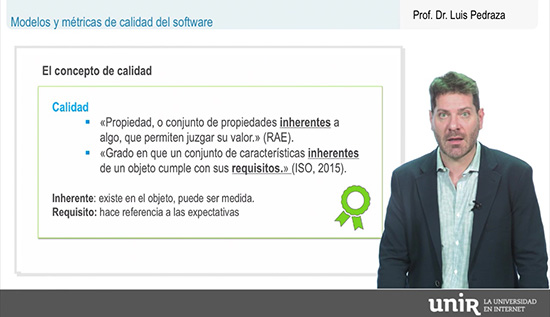 Modelos y métricas de calidad del software
Prof. Dr. Luis Pedraza
El concepto de calidad
Calidad
«Propiedad, o conjunto de propiedades inherentes a
algo, que permiten juzgar su valor.» (RAE).
«Grado en que un conjunto de características inherentes
de un objeto cumple con sus requisitos.» (ISO, 2015).
Inherente: existe en el objeto, puede ser medida.
Requisito: hace referencia a las expectativas
unir LA UNIVERSIDAD
EN INTERNET